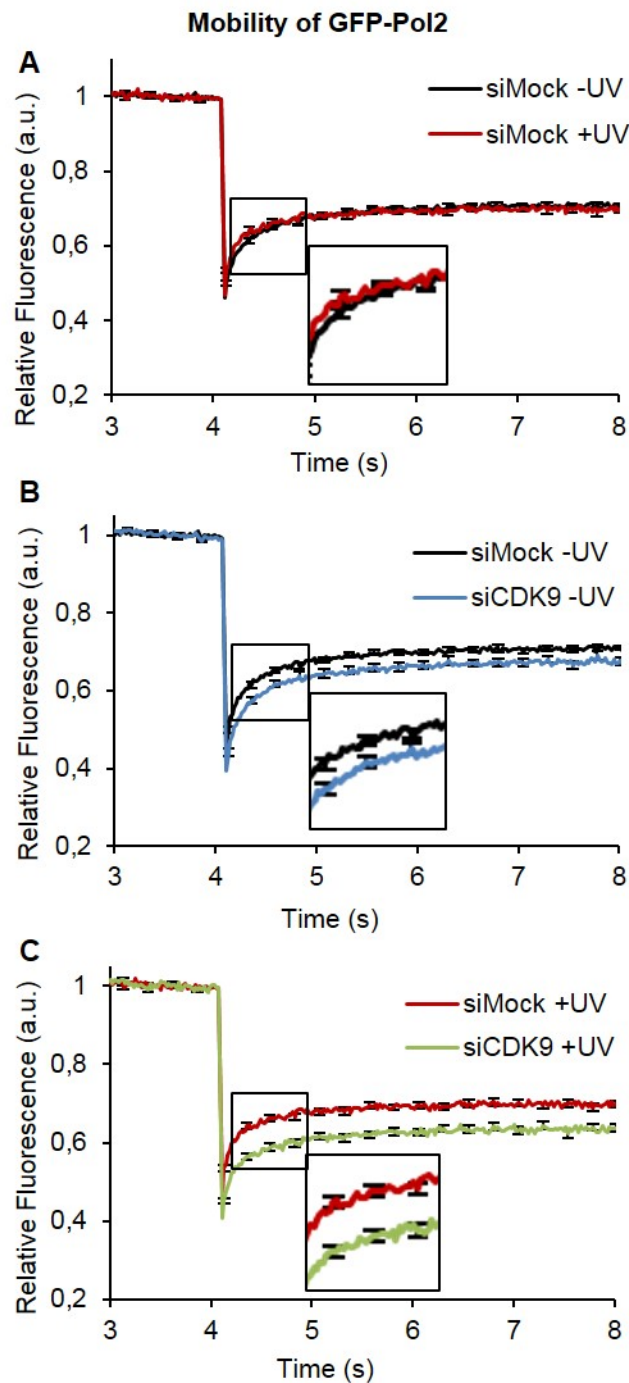 Mobility of GFP-Pol2
A
Relative Fluorescence (a.u.)
siMock -UV
siMock +UV
1
0,8
0,6
0,4
0,2
3 4 5 6 7 8
Time (s)
B
Relative Fluorescence (a.u.)
siMock -UV
siCDK9 -UV
1
0,8
0,6
0,4
0,2
3 4 5 6 7 8
Time (s)
C
Relative Fluorescence (a.u.)
siMock +UV
siCDK9 +UV
1
0,8
0,6
0,4
0,2
3 4 5 6 7 8
Time (s)